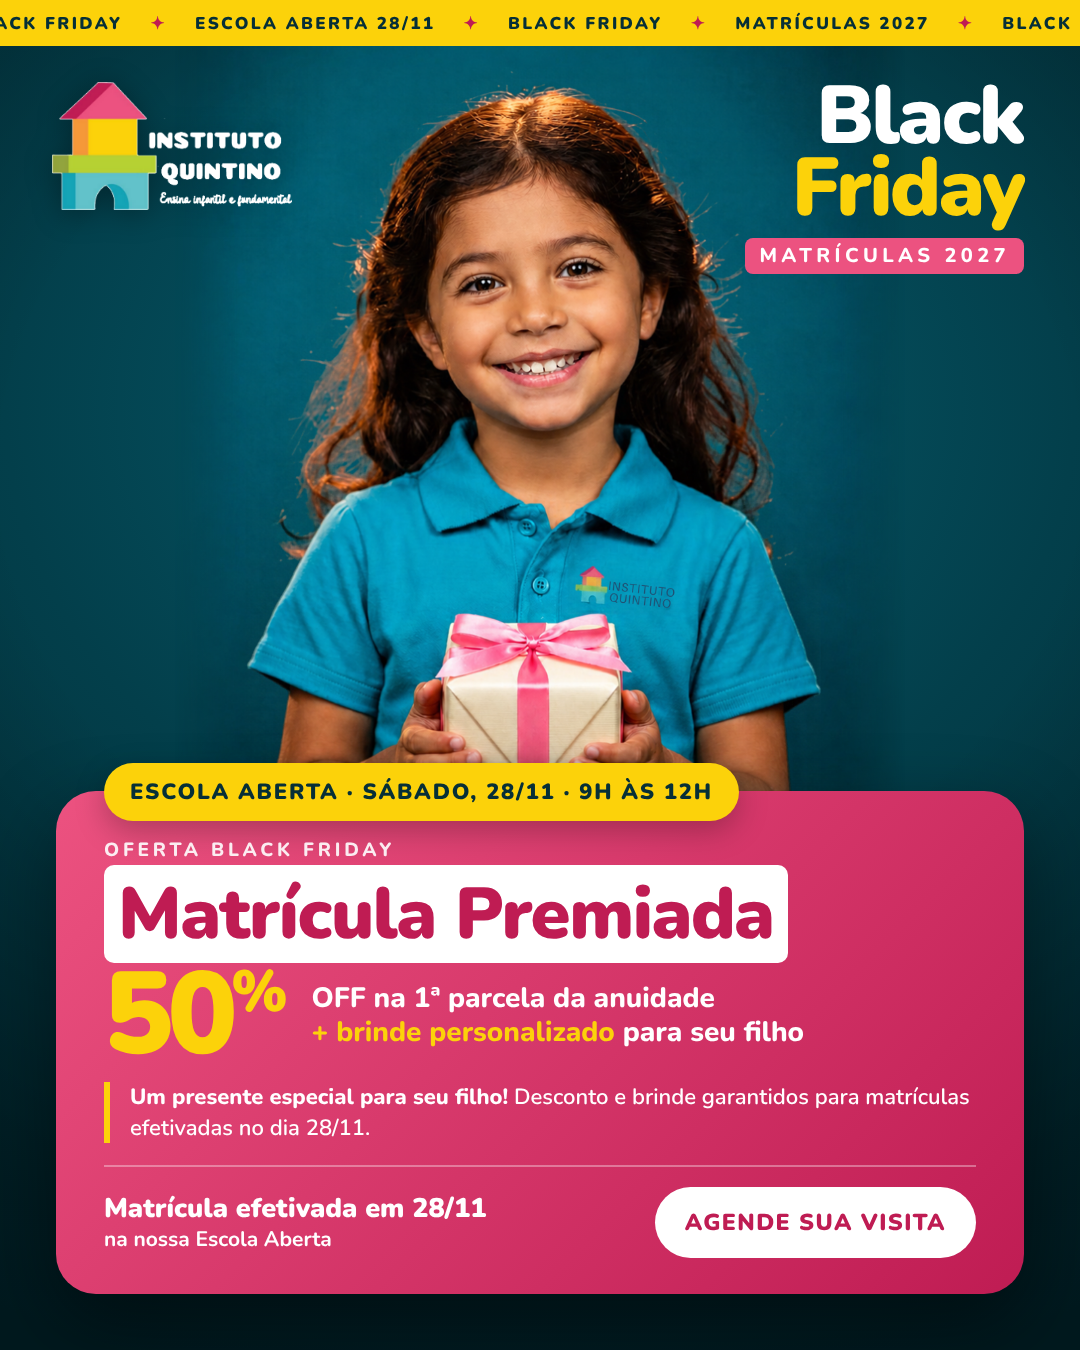 ACK FRIDAY ✦ ESCOLA ABERTA 28/11 ✦ BLACK FRIDAY ✦ MATRÍCULAS 2027 ✦ BLACK
INSTITUTO
QUINTINO
Ensino infantil e fundamental
Black
Friday
MATRÍCULAS 2027
INSTITUTO
QUINTINO
ESCOLA ABERTA · SÁBADO, 28/11 · 9H ÀS 12H
OFERTA BLACK FRIDAY
Matrícula Premiada
50%
OFF na 1ª parcela da anuidade
+ brinde personalizado para seu filho
Um presente especial para seu filho! Desconto e brinde garantidos para matrículas
efetivadas no dia 28/11.
Matrícula efetivada em 28/11
na nossa Escola Aberta
AGENDE SUA VISITA